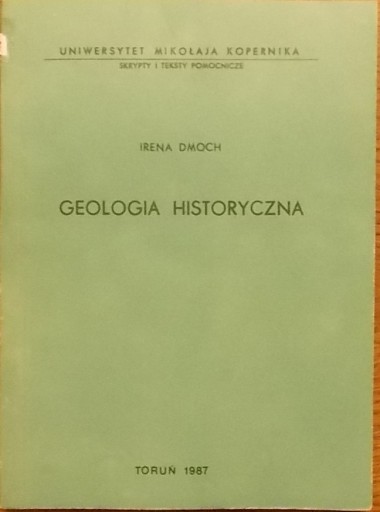 UNIWERSYTET MIKOŁAJA KOPERNIKA
SKRYPTY I TEKSTY POMOCNICZE
IRENA DMOCH
GEOLOGIA HISTORYCZNA
TORUŃ 1987